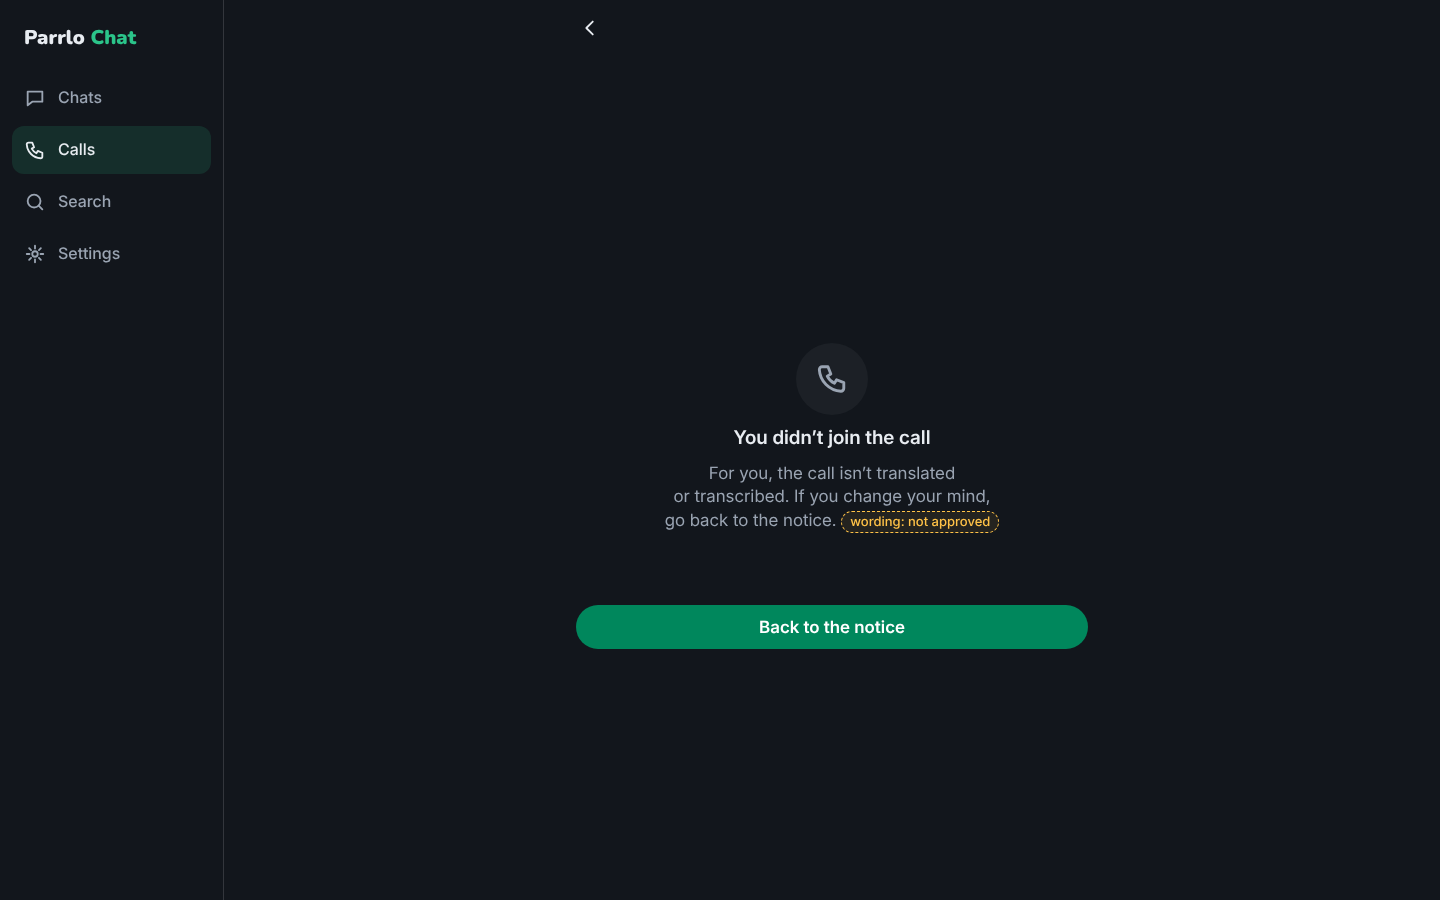 Parrlo Chat
Chats
Calls
Search
Settings
You didn’t join the call
For you, the call isn’t translated
or transcribed. If you change your mind,
go back to the notice. wording: not approved
Back to the notice